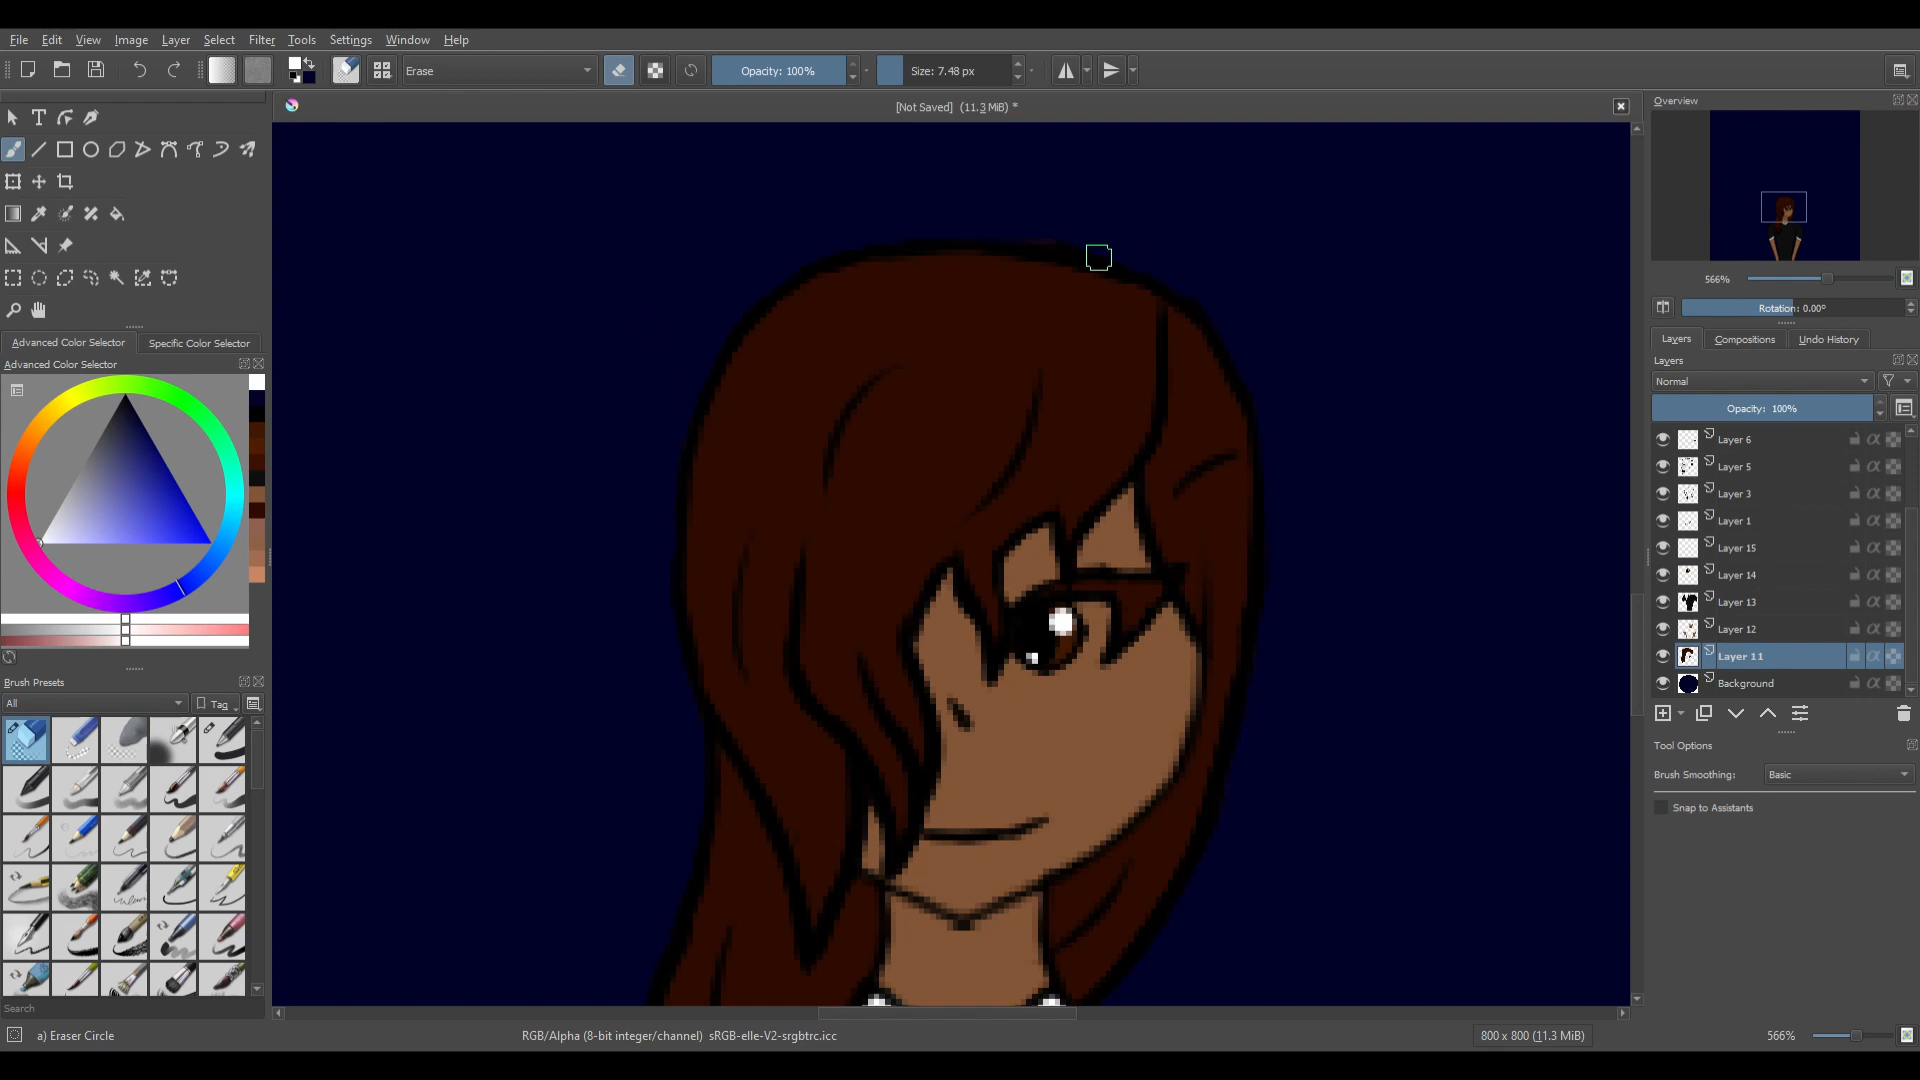 File Edit View Image Layer Select Filter Tools Settings Window Help
Erase Opacity: 100% Size: 7.48 px
[Not Saved] (11.3 MiB) *
Overview
566%
Rotation: 0.00°
Advanced Color Selector Specific Color Selector
Advanced Color Selector
Layers Compositions Undo History
Layers
Normal
Opacity: 100%
Layer 6
Layer 5
Layer 3
Layer 1
Layer 15
Layer 14
Layer 13
Layer 12
Layer 11
Background
Brush Presets
All Tag
Tool Options
Brush Smoothing: Basic
Snap to Assistants
Search
a) Eraser Circle RGB/Alpha (8-bit integer/channel) sRGB-elle-V2-srgbtrc.icc 800 x 800 (11.3 MiB) 566%